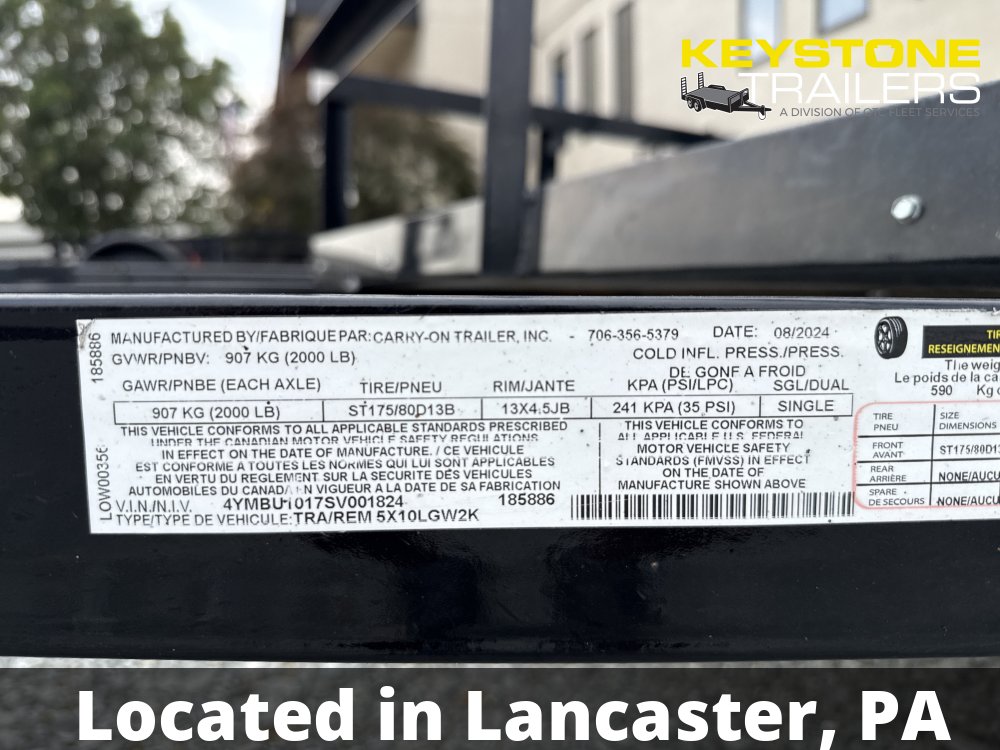 KEYSTONE
TRAILERS
A DIVISION OF OTC FLEET SERVICES
185886
LOW00356
MANUFACTURED BY/FABRIQUE PAR: CARRY-ON TRAILER, INC. - 706-356-5379 DATE: 08/2024
GVWR/PNBV: 907 KG (2000 LB)
COLD INFL. PRESS./PRESS.
DE GONF A FROID
GAWR/PNBE (EACH AXLE) TIRE/PNEU RIM/JANTE KPA (PSI/LPC) SGL/DUAL
907 KG (2000 LB) ST175/80D13B 13X4.5JB 241 KPA (35 PSI) SINGLE
THIS VEHICLE CONFORMS TO ALL APPLICABLE STANDARDS PRESCRIBED
UNDER THE CANADIAN MOTOR VEHICLE SAFETY REGULATIONS
IN EFFECT ON THE DATE OF MANUFACTURE. / CE VEHICULE
EST CONFORME A TOUTES LES NORMES QUI LUI SONT APPLICABLES
EN VERTU DU REGLEMENT SUR LA SECURITE DES VEHICULES
AUTOMOBILES DU CANADA EN VIGUEUR A LA DATE DE SA FABRICATION
THIS VEHICLE CONFORMS TO
ALL APPLICABLE U.S. FEDERAL
MOTOR VEHICLE SAFETY
STANDARDS (FMVSS) IN EFFECT
ON THE DATE OF
MANUFACTURE SHOWN ABOVE
V.I.N./N.I.V. 4YMBU1017SV001824 185886
TYPE/TYPE DE VEHICULE: TRA/REM 5X10LGW2K
TIR
RESEIGNEMEN
The weig
Le poids de la ca
590 Kg o
TIRE
PNEU
SIZE
DIMENSIONS
FRONT
AVANT
ST175/80D13
REAR
ARRIÈRE
NONE/AUCU
SPARE
DE SECOURS
NONE/AUCU
Located in Lancaster, PA